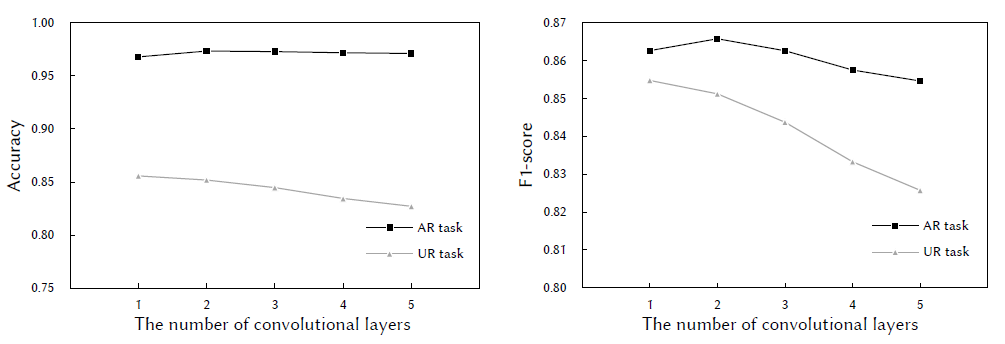 1.00
0.95
0.90
0.85
0.80
0.75
Accuracy
1 2 3 4 5
The number of convolutional layers
AR task
UR task
0.87
0.86
0.85
0.84
0.83
0.82
0.81
0.80
F1-score
1 2 3 4 5
The number of convolutional layers
AR task
UR task